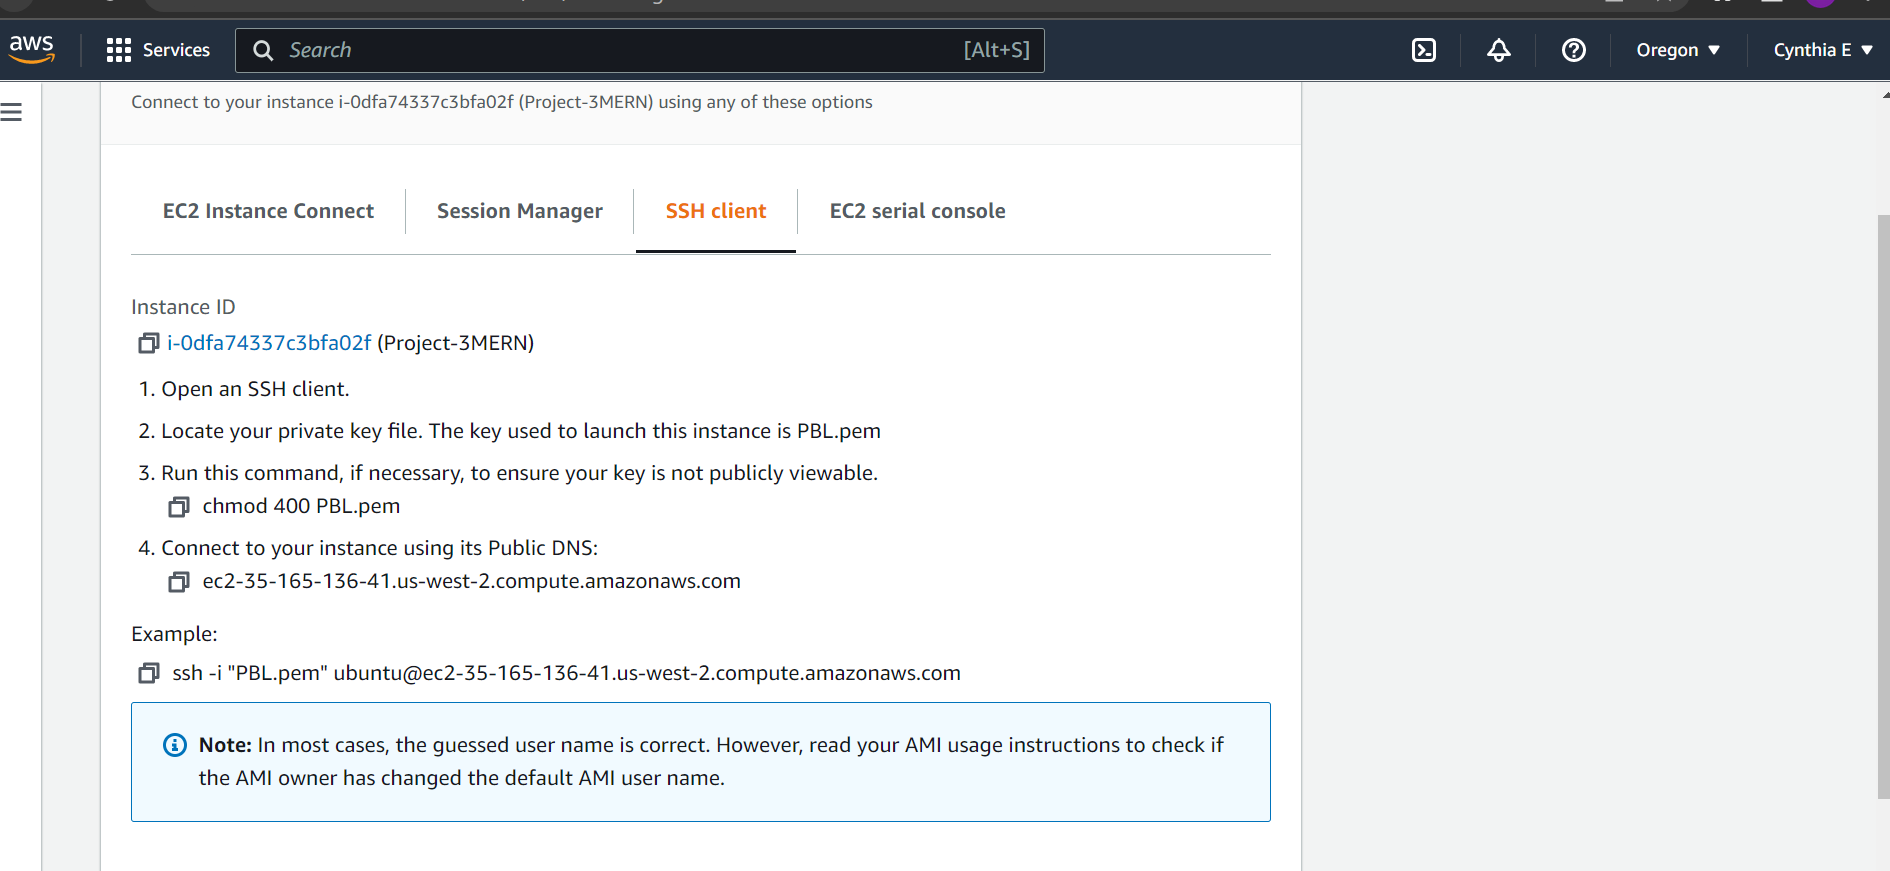 aws
Services
Search [Alt+S]
Oregon
Cynthia E
Connect to your instance i-0dfa74337c3bfa02f (Project-3MERN) using any of these options
EC2 Instance Connect
Session Manager
SSH client
EC2 serial console
Instance ID
i-0dfa74337c3bfa02f (Project-3MERN)
1. Open an SSH client.
2. Locate your private key file. The key used to launch this instance is PBL.pem
3. Run this command, if necessary, to ensure your key is not publicly viewable.
chmod 400 PBL.pem
4. Connect to your instance using its Public DNS:
ec2-35-165-136-41.us-west-2.compute.amazonaws.com
Example:
ssh -i "PBL.pem" ubuntu@ec2-35-165-136-41.us-west-2.compute.amazonaws.com
Note: In most cases, the guessed user name is correct. However, read your AMI usage instructions to check if
the AMI owner has changed the default AMI user name.